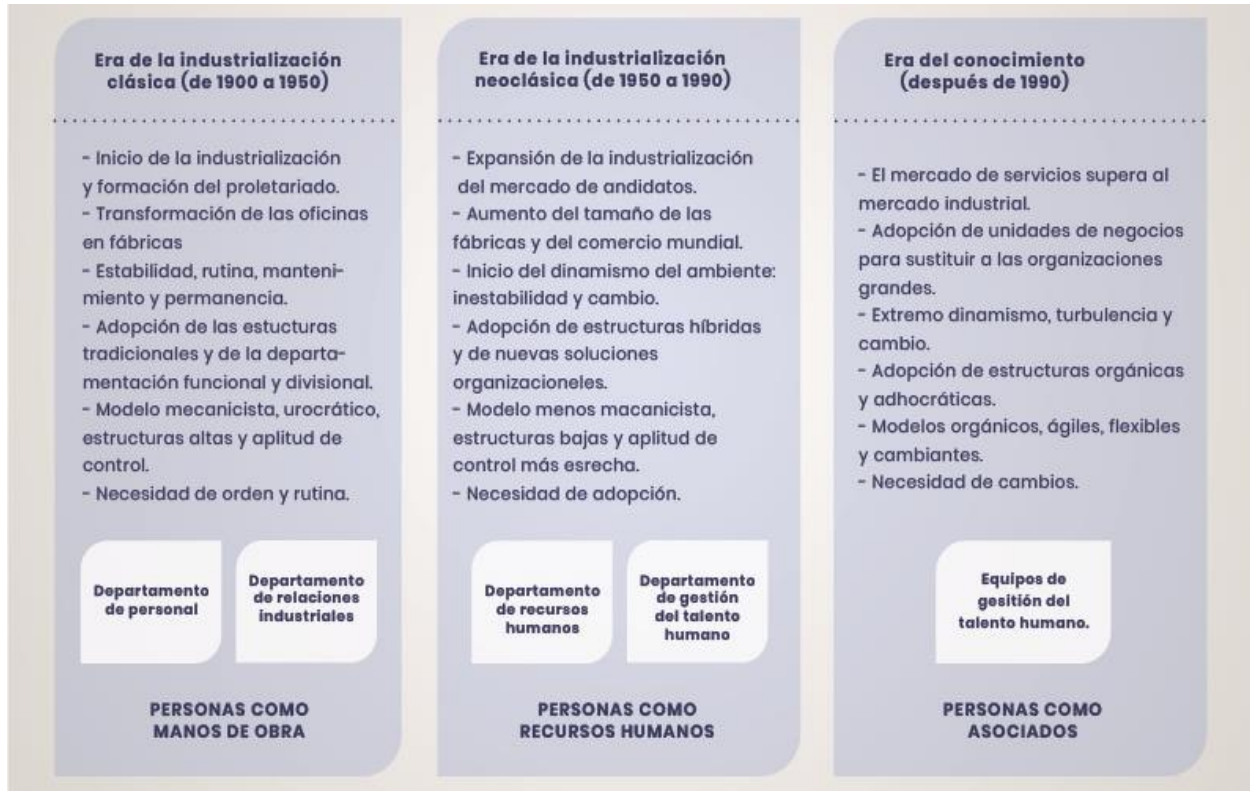 Era de la industrialización
clásica (de 1900 a 1950)
- Inicio de la industrialización
y formación del proletariado.
- Transformación de las oficinas
en fábricas
- Estabilidad, rutina, manteni-
miento y permanencia.
- Adopción de las estucturas
tradicionales y de la departa-
mentación funcional y divisional.
- Modelo mecanicista, urocrático,
estructuras altas y aplitud de
control.
- Necesidad de orden y rutina.
Departamento
de personal
Departamento
de relaciones
industriales
PERSONAS COMO
MANOS DE OBRA
Era de la industrialización
neoclásica (de 1950 a 1990)
- Expansión de la industrialización
del mercado de andidatos.
- Aumento del tamaño de las
fábricas y del comercio mundial.
- Inicio del dinamismo del ambiente:
inestabilidad y cambio.
- Adopción de estructuras híbridas
y de nuevas soluciones
organizacioneles.
- Modelo menos macanicista,
estructuras bajas y aplitud de
control más esrecha.
- Necesidad de adopción.
Departamento
de recursos
humanos
Departamento
de gestión
del talento
humano
PERSONAS COMO
RECURSOS HUMANOS
Era del conocimiento
(después de 1990)
- El mercado de servicios supera al
mercado industrial.
- Adopción de unidades de negocios
para sustituir a las organizaciones
grandes.
- Extremo dinamismo, turbulencia y
cambio.
- Adopción de estructuras orgánicas
y adhocráticas.
- Modelos orgánicos, ágiles, flexibles
y cambiantes.
- Necesidad de cambios.
Equipos de
gesitión del
talento humano.
PERSONAS COMO
ASOCIADOS